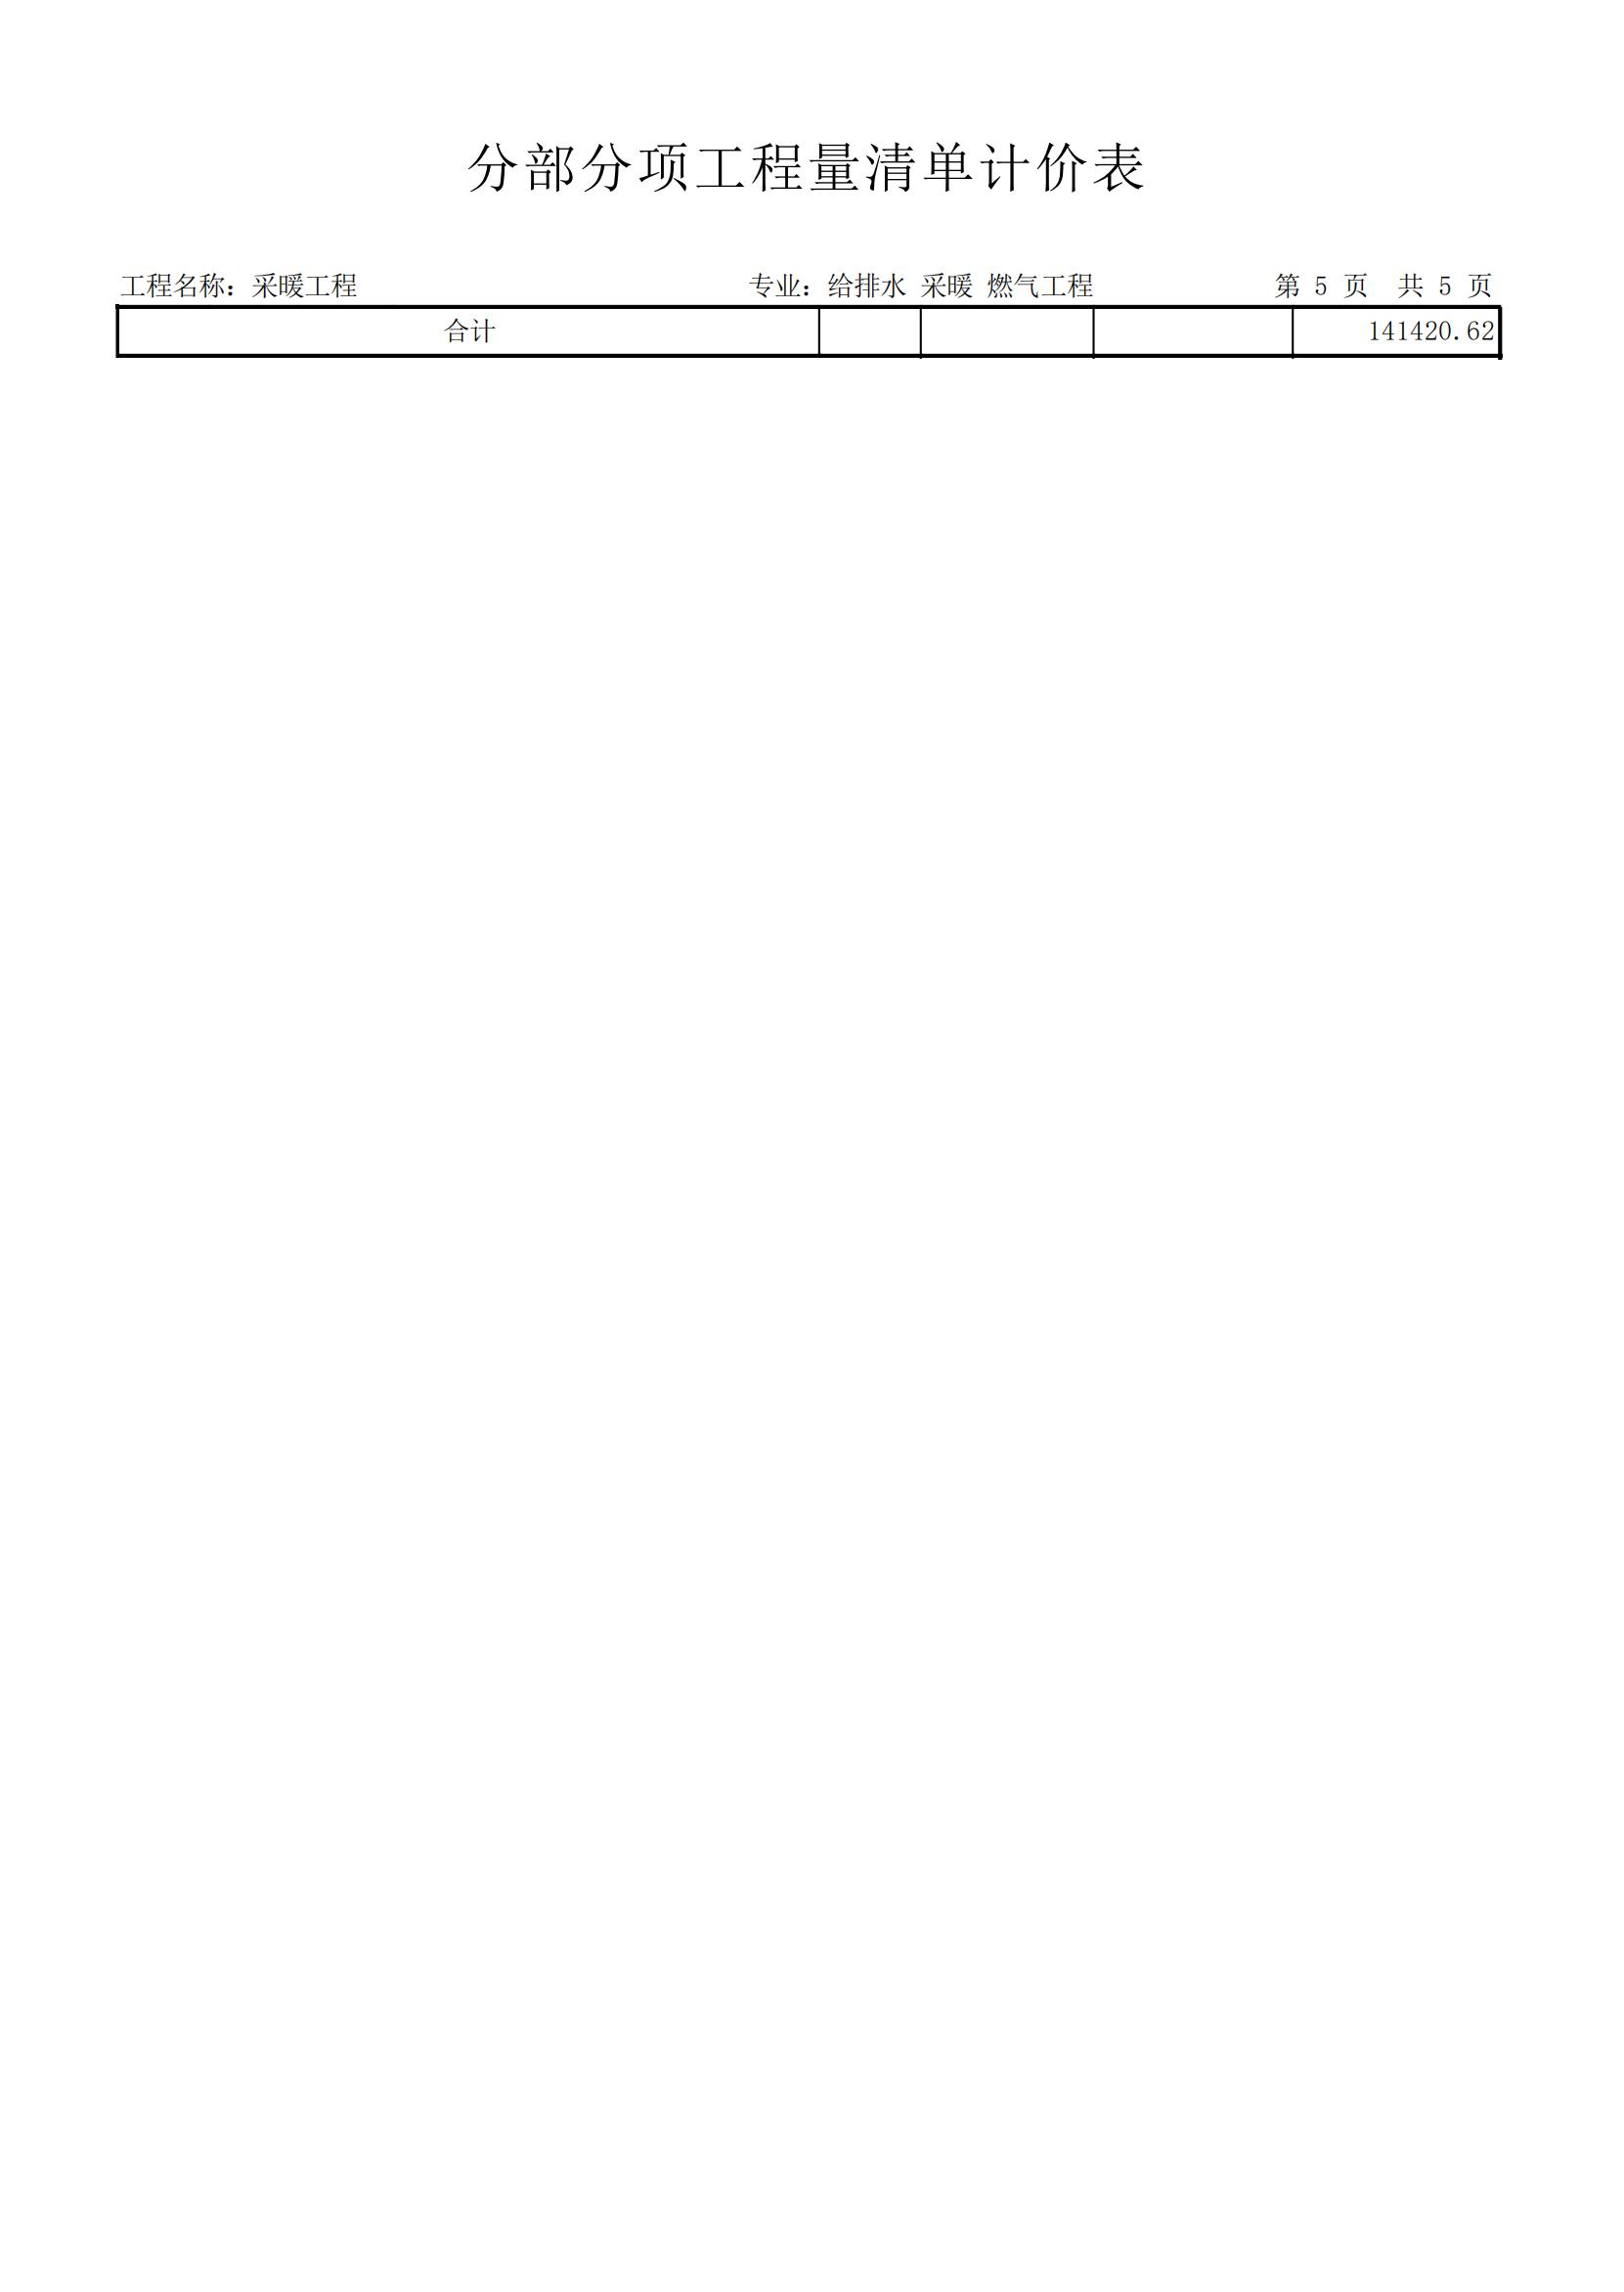 分部分项工程量清单计价表
工程名称：采暖工程 专业：给排水 采暖 燃气工程 第 5 页 共 5 页
合计 141420.62